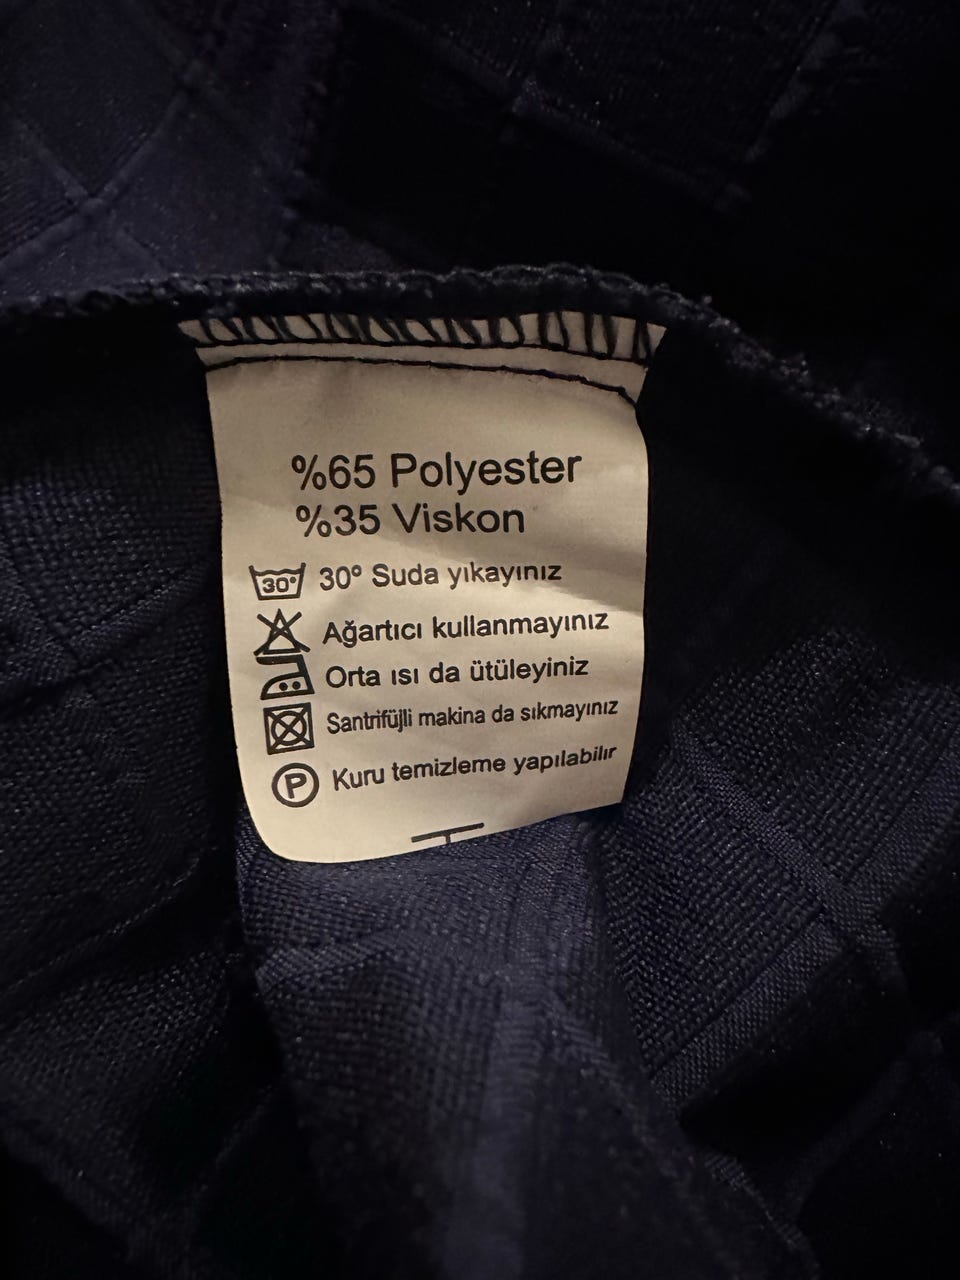 %65 Polyester
%35 Viskon
30° 30° Suda yıkayınız
Ağartıcı kullanmayınız
Orta ısı da ütüleyiniz
Santrifüjli makina da sıkmayınız
P Kuru temizleme yapılabilir